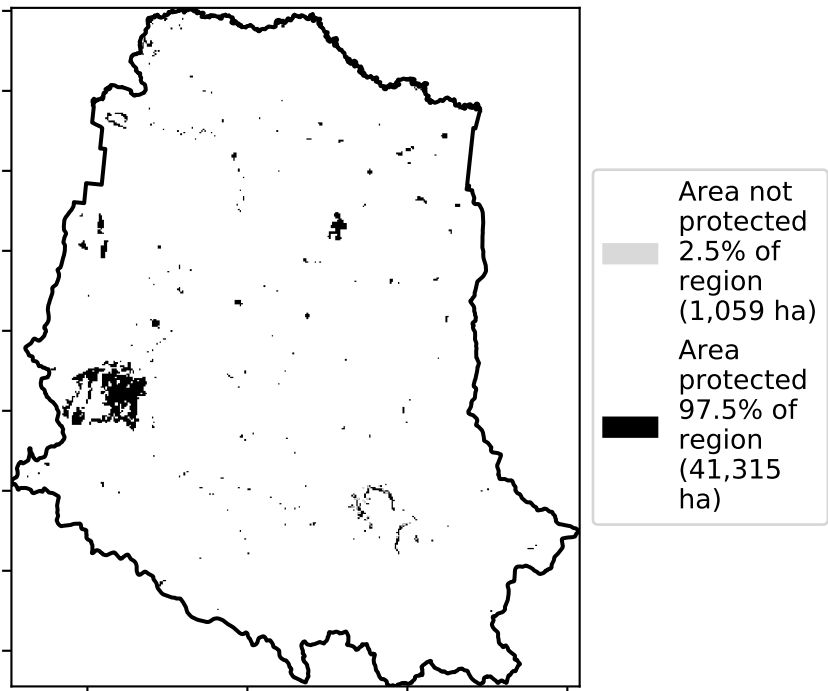 Area not
protected
2.5% of
region
(1,059 ha)
Area
protected
97.5% of
region
(41,315
ha)